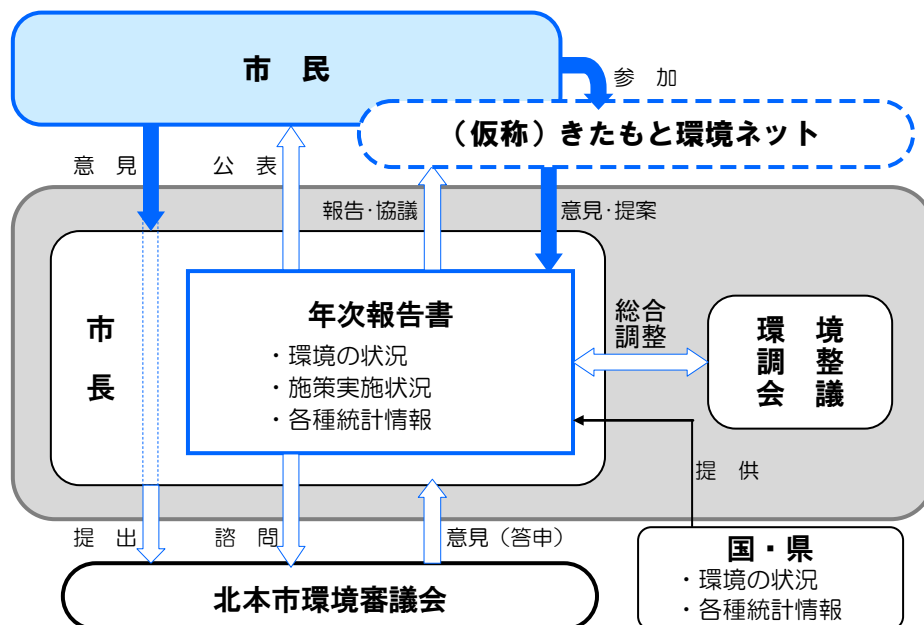 市　民
参　加
（仮称）きたもと環境ネット
意　見
公　表
報告・協議
意見・提案
市長
年次報告書
・環境の状況
・施策実施状況
・各種統計情報
総合
調整
環　境
調　整
会　議
提　供
提　出
諮　問
意見（答申）
北本市環境審議会
国・県
・環境の状況
・各種統計情報